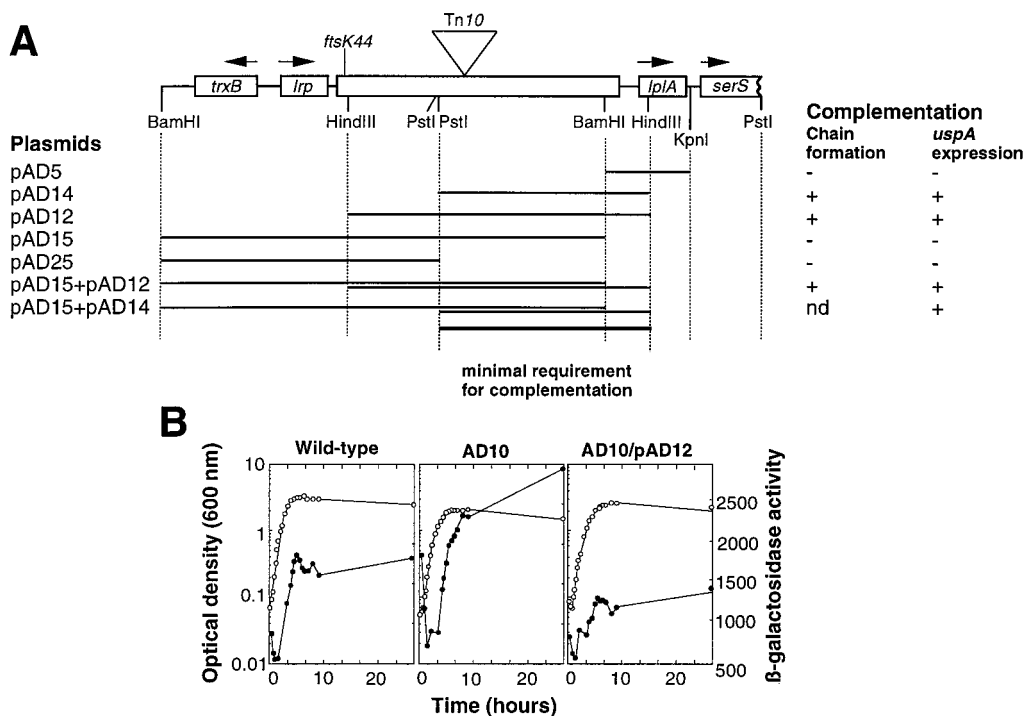 A
Tn10
ftsK44
trxB
lrp
lplA
serS
BamHI
HindIII
PstI
PstI
BamHI
HindIII
KpnI
PstI
Complementation
Chain formation
uspA expression
Plasmids
pAD5 - -
pAD14 + +
pAD12 + +
pAD15 - -
pAD25 - -
pAD15+pAD12 + +
pAD15+pAD14 nd +
minimal requirement
for complementation
B
Wild-type
AD10
AD10/pAD12
Optical density (600 nm)
10
1
0.1
0.01
2500
2000
1500
1000
500
ß-galactosidase activity
0 10 20
0 10 20
0 10 20
Time (hours)